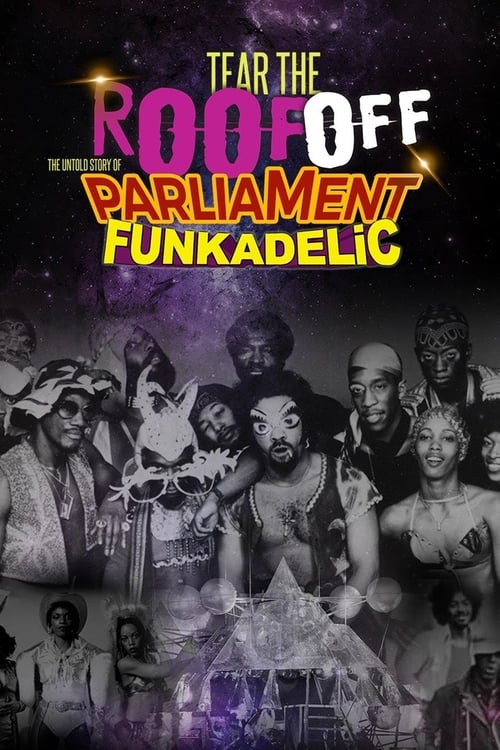 TEAR THE
ROOF OFF
THE UNTOLD STORY OF
PARLIAMENT
FUNKADELIC